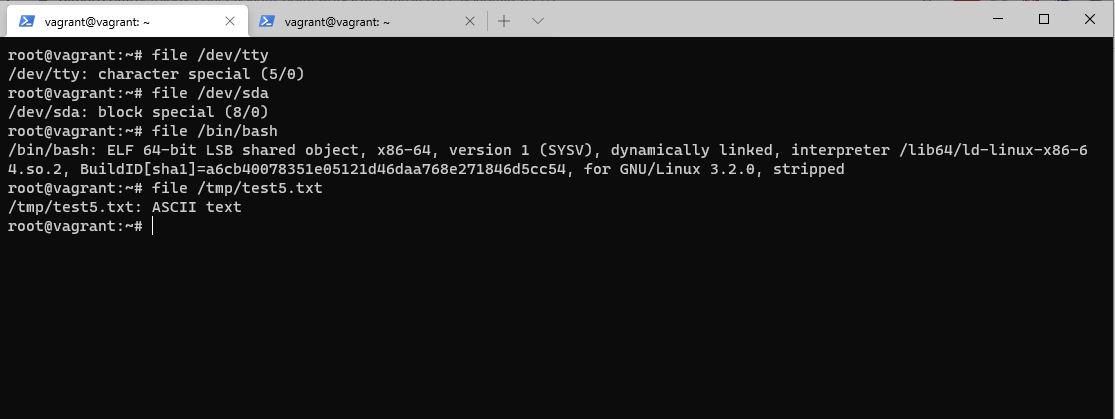 vagrant@vagrant: ~
vagrant@vagrant: ~
root@vagrant:~# file /dev/tty
/dev/tty: character special (5/0)
root@vagrant:~# file /dev/sda
/dev/sda: block special (8/0)
root@vagrant:~# file /bin/bash
/bin/bash: ELF 64-bit LSB shared object, x86-64, version 1 (SYSV), dynamically linked, interpreter /lib64/ld-linux-x86-6
4.so.2, BuildID[sha1]=a6cb40078351e05121d46daa768e271846d5cc54, for GNU/Linux 3.2.0, stripped
root@vagrant:~# file /tmp/test5.txt
/tmp/test5.txt: ASCII text
root@vagrant:~#